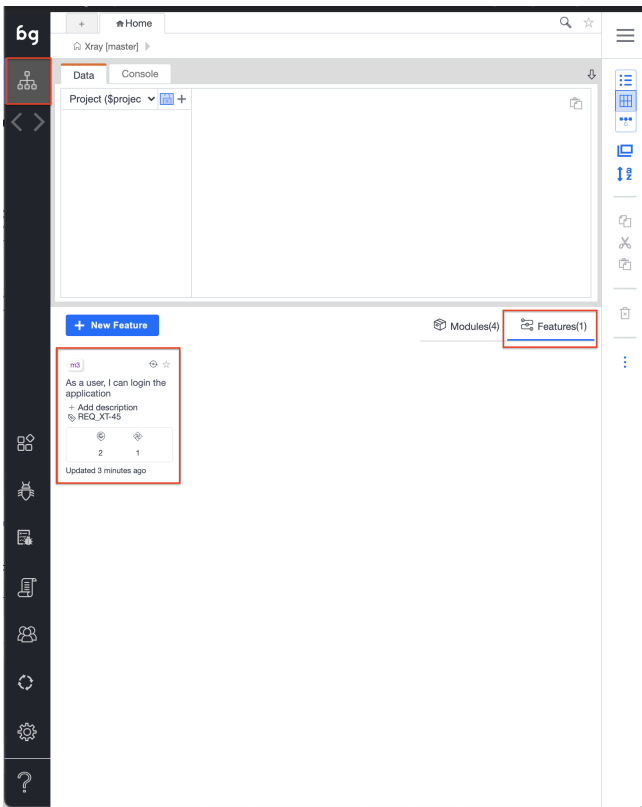 bg
+
Home
Xray [master]
Data
Console
Project ($projec
+
a
z
+ New Feature
Modules(4)
Features(1)
m3
As a user, I can login the
application
+ Add description
REQ_XT-45
2
1
Updated 3 minutes ago
?